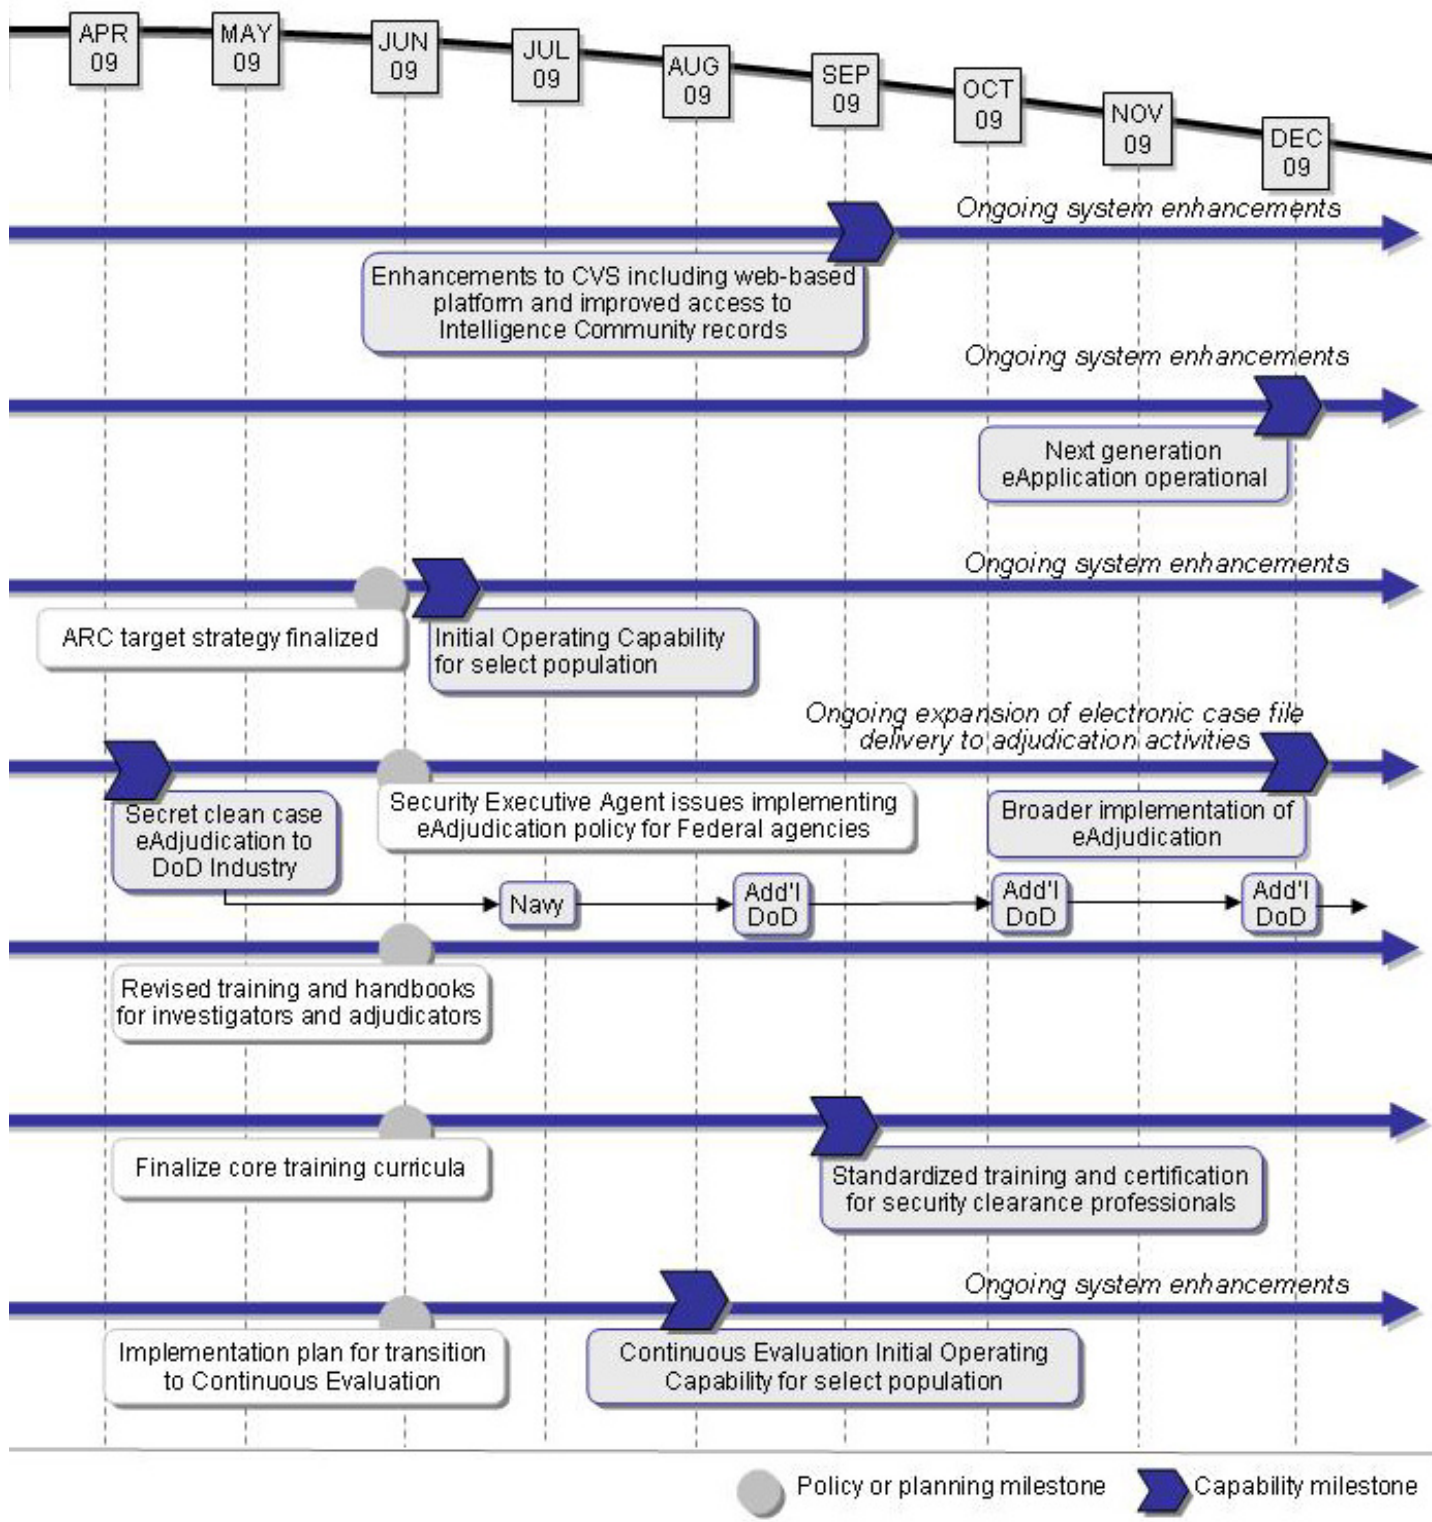 APR
09
MAY
09
JUN
09
JUL
09
AUG
09
SEP
09
OCT
09
NOV
09
DEC
09
Ongoing system enhancements
Enhancements to CVS including web-based
platform and improved access to
Intelligence Community records
Ongoing system enhancements
Next generation
eApplication operational
Ongoing system enhancements
ARC target strategy finalized
Initial Operating Capability
for select population
Ongoing expansion of electronic case file
delivery to adjudication activities
Secret clean case
eAdjudication to
DoD Industry
Security Executive Agent issues implementing
eAdjudication policy for Federal agencies
Broader implementation of
eAdjudication
Navy
Add'l
DoD
Add'l
DoD
Add'l
DoD
Revised training and handbooks
for investigators and adjudicators
Finalize core training curricula
Standardized training and certification
for security clearance professionals
Ongoing system enhancements
Implementation plan for transition
to Continuous Evaluation
Continuous Evaluation Initial Operating
Capability for select population
Policy or planning milestone
Capability milestone